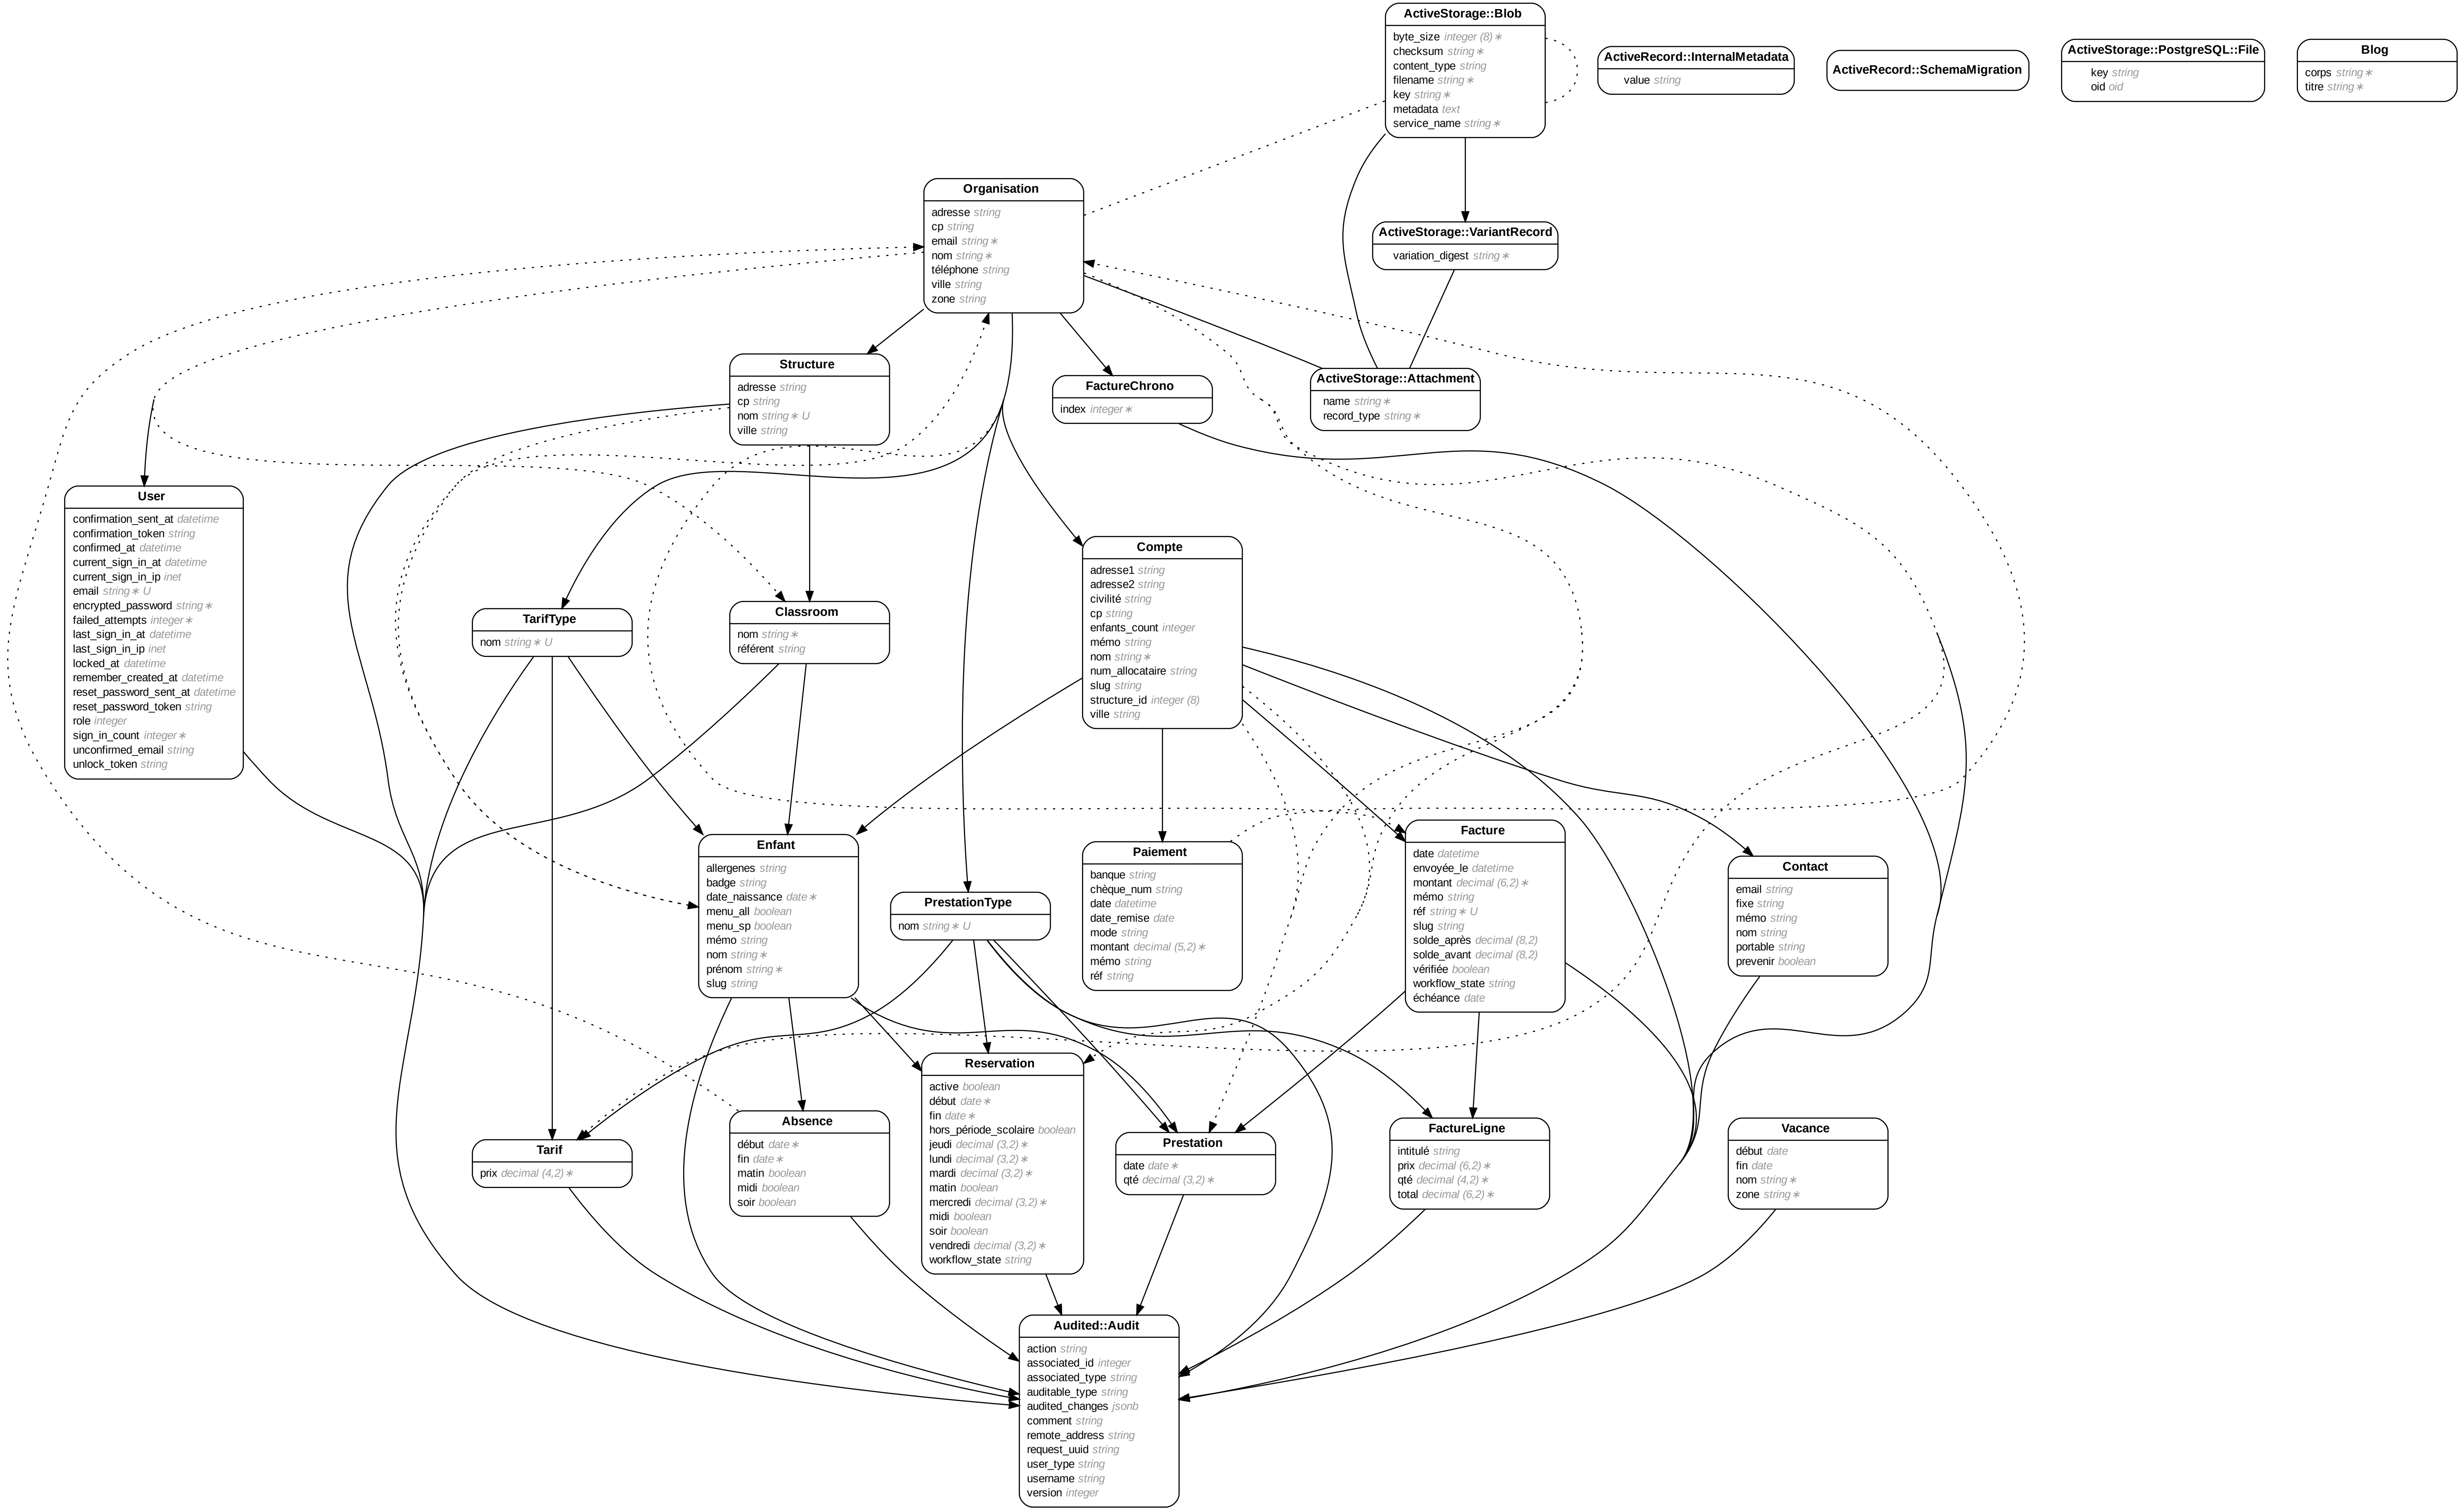 ActiveStorage::Blob
byte_size integer (8)∗
checksum string∗
content_type string
filename string∗
key string∗
metadata text
service_name string∗
ActiveRecord::InternalMetadata
value string
ActiveRecord::SchemaMigration
ActiveStorage::PostgreSQL::File
key string
oid oid
Blog
corps string∗
titre string∗
Organisation
adresse string
cp string
email string∗
nom string∗
téléphone string
ville string
zone string
ActiveStorage::VariantRecord
variation_digest string∗
Structure
adresse string
cp string
nom string∗ U
ville string
FactureChrono
index integer∗
ActiveStorage::Attachment
name string∗
record_type string∗
User
confirmation_sent_at datetime
confirmation_token string
confirmed_at datetime
current_sign_in_at datetime
current_sign_in_ip inet
email string∗ U
encrypted_password string∗
failed_attempts integer∗
last_sign_in_at datetime
last_sign_in_ip inet
locked_at datetime
remember_created_at datetime
reset_password_sent_at datetime
reset_password_token string
role integer
sign_in_count integer∗
unconfirmed_email string
unlock_token string
TarifType
nom string∗ U
Classroom
nom string∗
référent string
Compte
adresse1 string
adresse2 string
civilité string
cp string
enfants_count integer
mémo string
nom string∗
num_allocataire string
slug string
structure_id integer (8)
ville string
Enfant
allergenes string
badge string
date_naissance date∗
menu_all boolean
menu_sp boolean
mémo string
nom string∗
prénom string∗
slug string
PrestationType
nom string∗ U
Paiement
banque string
chèque_num string
date datetime
date_remise date
mode string
montant decimal (5,2)∗
mémo string
réf string
Facture
date datetime
envoyée_le datetime
montant decimal (6,2)∗
mémo string
réf string∗ U
slug string
solde_après decimal (8,2)
solde_avant decimal (8,2)
vérifiée boolean
workflow_state string
échéance date
Contact
email string
fixe string
mémo string
nom string
portable string
prevenir boolean
Tarif
prix decimal (4,2)∗
Absence
début date∗
fin date∗
matin boolean
midi boolean
soir boolean
Reservation
active boolean
début date∗
fin date∗
hors_période_scolaire boolean
jeudi decimal (3,2)∗
lundi decimal (3,2)∗
mardi decimal (3,2)∗
matin boolean
mercredi decimal (3,2)∗
midi boolean
soir boolean
vendredi decimal (3,2)∗
workflow_state string
Prestation
date date∗
qté decimal (3,2)∗
FactureLigne
intitulé string
prix decimal (6,2)∗
qté decimal (4,2)∗
total decimal (6,2)∗
Vacance
début date
fin date
nom string∗
zone string∗
Audited::Audit
action string
associated_id integer
associated_type string
auditable_type string
audited_changes jsonb
comment string
remote_address string
request_uuid string
user_type string
username string
version integer